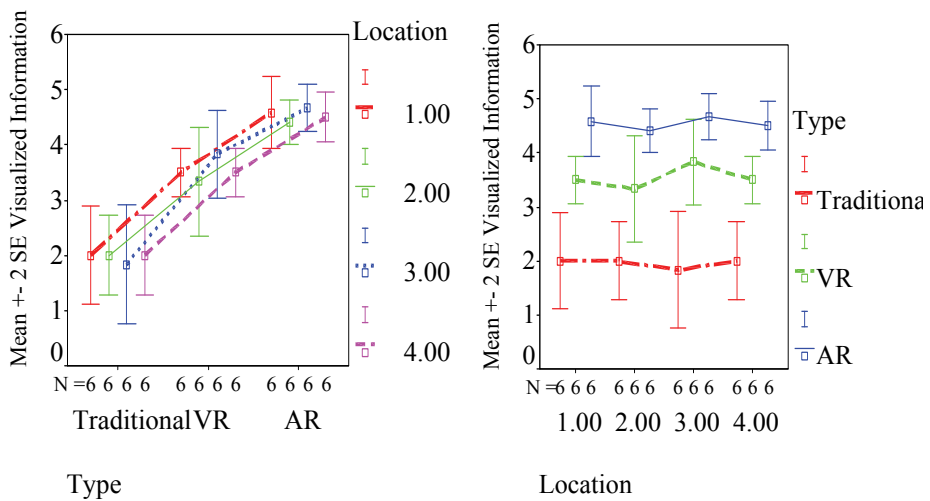 Mean +- 2 SE Visualized Information
6
5
4
3
2
1
0
N =6 6 6 6 6 6 6 6 6 6 6 6
Traditional VR AR
Type
Location
1.00
2.00
3.00
4.00
Mean +- 2 SE Visualized Information
6
5
4
3
2
1
0
N =6 6 6 6 6 6 6 6 6 6 6 6
1.00 2.00 3.00 4.00
Location
Type
Traditiona
VR
AR